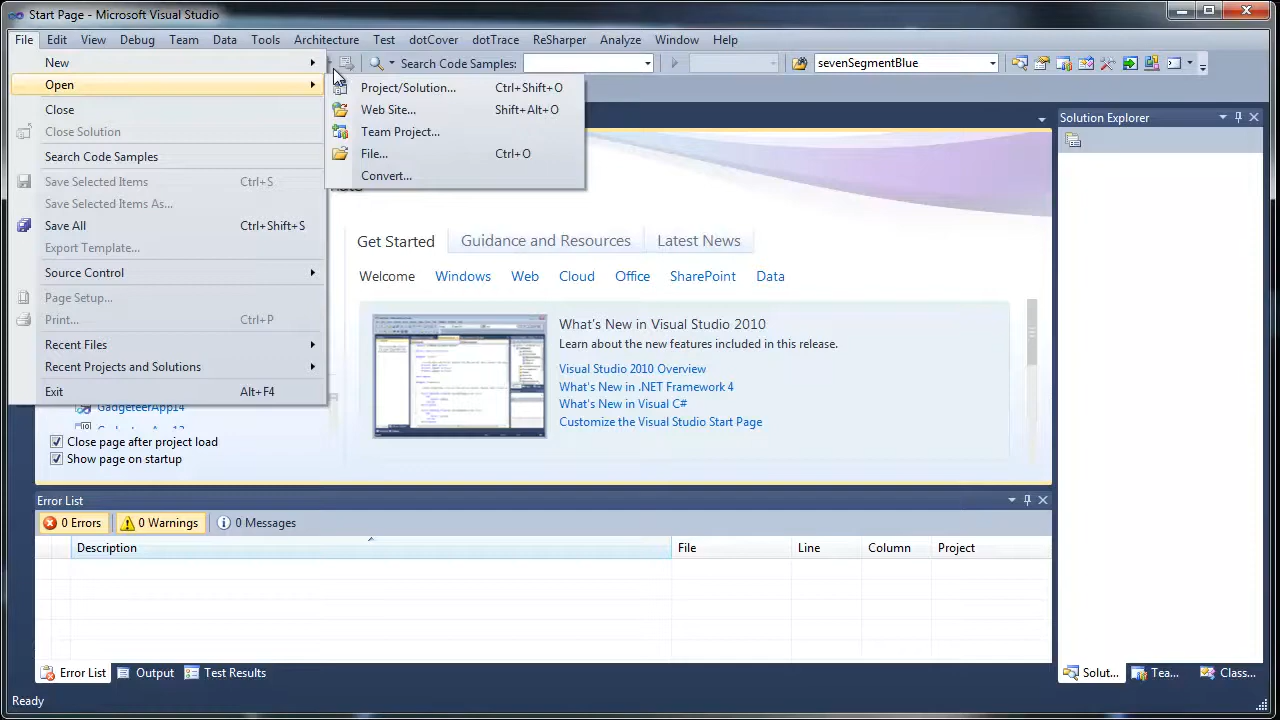 Start Page - Microsoft Visual Studio
File Edit View Debug Team Data Tools Architecture Test dotCover dotTrace ReSharper Analyze Window Help
Search Code Samples: sevenSegmentBlue
New
Open
Close
Close Solution
Search Code Samples
Save Selected Items Ctrl+S
Save Selected Items As...
Save All Ctrl+Shift+S
Export Template...
Source Control
Page Setup...
Print... Ctrl+P
Recent Files
Recent Projects and Solutions
Exit Alt+F4
Project/Solution... Ctrl+Shift+O
Web Site... Shift+Alt+O
Team Project...
File... Ctrl+O
Convert...
Get Started Guidance and Resources Latest News
Welcome Windows Web Cloud Office SharePoint Data
What's New in Visual Studio 2010
Learn about the new features included in this release.
Visual Studio 2010 Overview
What's New in .NET Framework 4
What's New in Visual C#
Customize the Visual Studio Start Page
GadgeteerApp14
Close page after project load
Show page on startup
Solution Explorer
Error List
0 Errors 0 Warnings 0 Messages
Description File Line Column Project
Error List Output Test Results
Solut... Tea... Class...
Ready